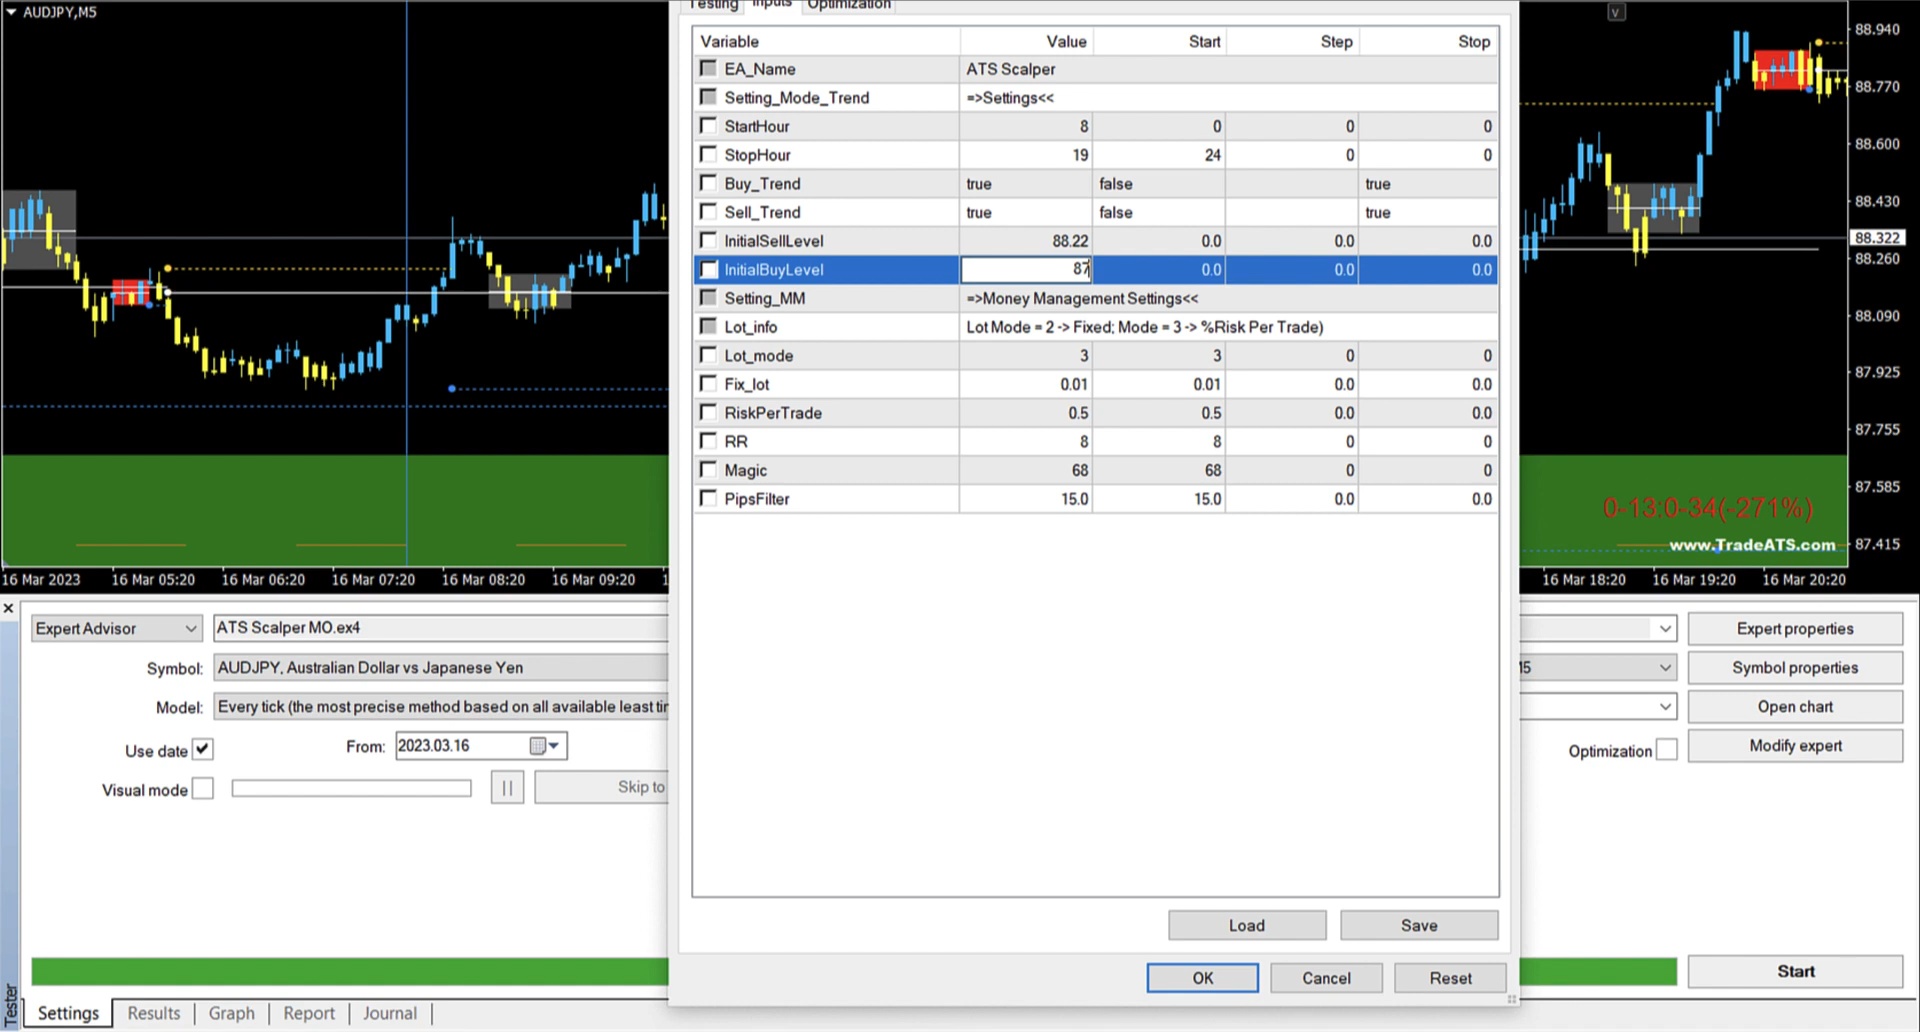 AUDJPY,M5
Testing Inputs Optimization
Variable Value Start Step Stop
EA_Name ATS Scalper
Setting_Mode_Trend =>Settings<<
StartHour 8 0 0 0
StopHour 19 24 0 0
Buy_Trend true false true
Sell_Trend true false true
InitialSellLevel 88.22 0.0 0.0 0.0
InitialBuyLevel 87 0.0 0.0 0.0
Setting_MM =>Money Management Settings<<
Lot_info Lot Mode = 2 -> Fixed; Mode = 3 -> %Risk Per Trade)
Lot_mode 3 3 0 0
Fix_lot 0.01 0.01 0.0 0.0
RiskPerTrade 0.5 0.5 0.0 0.0
RR 8 8 0 0
Magic 68 68 0 0
PipsFilter 15.0 15.0 0.0 0.0
Load Save
OK Cancel Reset
V
88.940
88.770
88.600
88.430
88.322
88.260
88.090
87.925
87.755
87.585
87.415
0-13:0-34(-271%)
www.TradeATS.com
16 Mar 2023 16 Mar 05:20 16 Mar 06:20 16 Mar 07:20 16 Mar 08:20 16 Mar 09:20 1
16 Mar 18:20 16 Mar 19:20 16 Mar 20:20
Expert Advisor ATS Scalper MO.ex4 Expert properties
Symbol: AUDJPY, Australian Dollar vs Japanese Yen 15 Symbol properties
Model: Every tick (the most precise method based on all available least tim Open chart
Use date From: 2023.03.16 Optimization Modify expert
Visual mode Skip to
Start
Tester
Settings Results Graph Report Journal